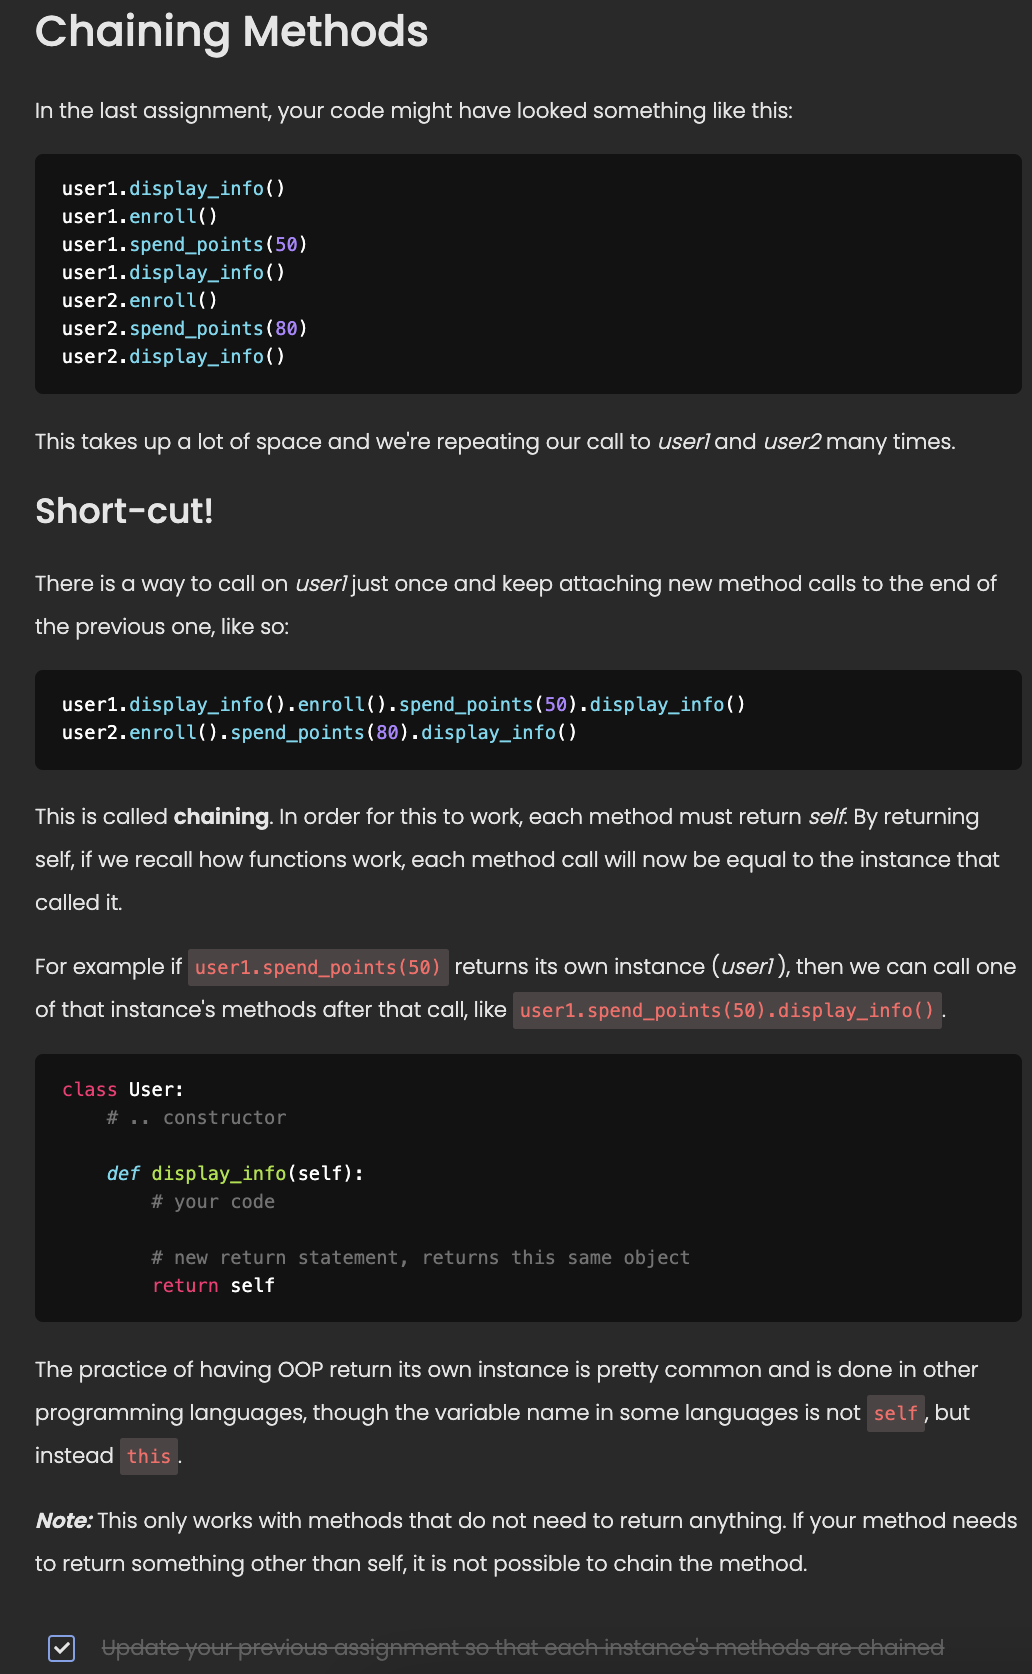 Chaining Methods
In the last assignment, your code might have looked something like this:
user1.display_info()
user1.enroll()
user1.spend_points(50)
user1.display_info()
user2.enroll()
user2.spend_points(80)
user2.display_info()
This takes up a lot of space and we're repeating our call to user1 and user2 many times.
Short-cut!
There is a way to call on user1 just once and keep attaching new method calls to the end of
the previous one, like so:
user1.display_info().enroll().spend_points(50).display_info()
user2.enroll().spend_points(80).display_info()
This is called chaining. In order for this to work, each method must return self. By returning
self, if we recall how functions work, each method call will now be equal to the instance that
called it.
For example if user1.spend_points(50) returns its own instance (user1), then we can call one
of that instance's methods after that call, like user1.spend_points(50).display_info().
class User:
    # .. constructor
    def display_info(self):
        # your code
        # new return statement, returns this same object
        return self
The practice of having OOP return its own instance is pretty common and is done in other
programming languages, though the variable name in some languages is not self, but
instead this.
Note: This only works with methods that do not need to return anything. If your method needs
to return something other than self, it is not possible to chain the method.
Update your previous assignment so that each instance's methods are chained